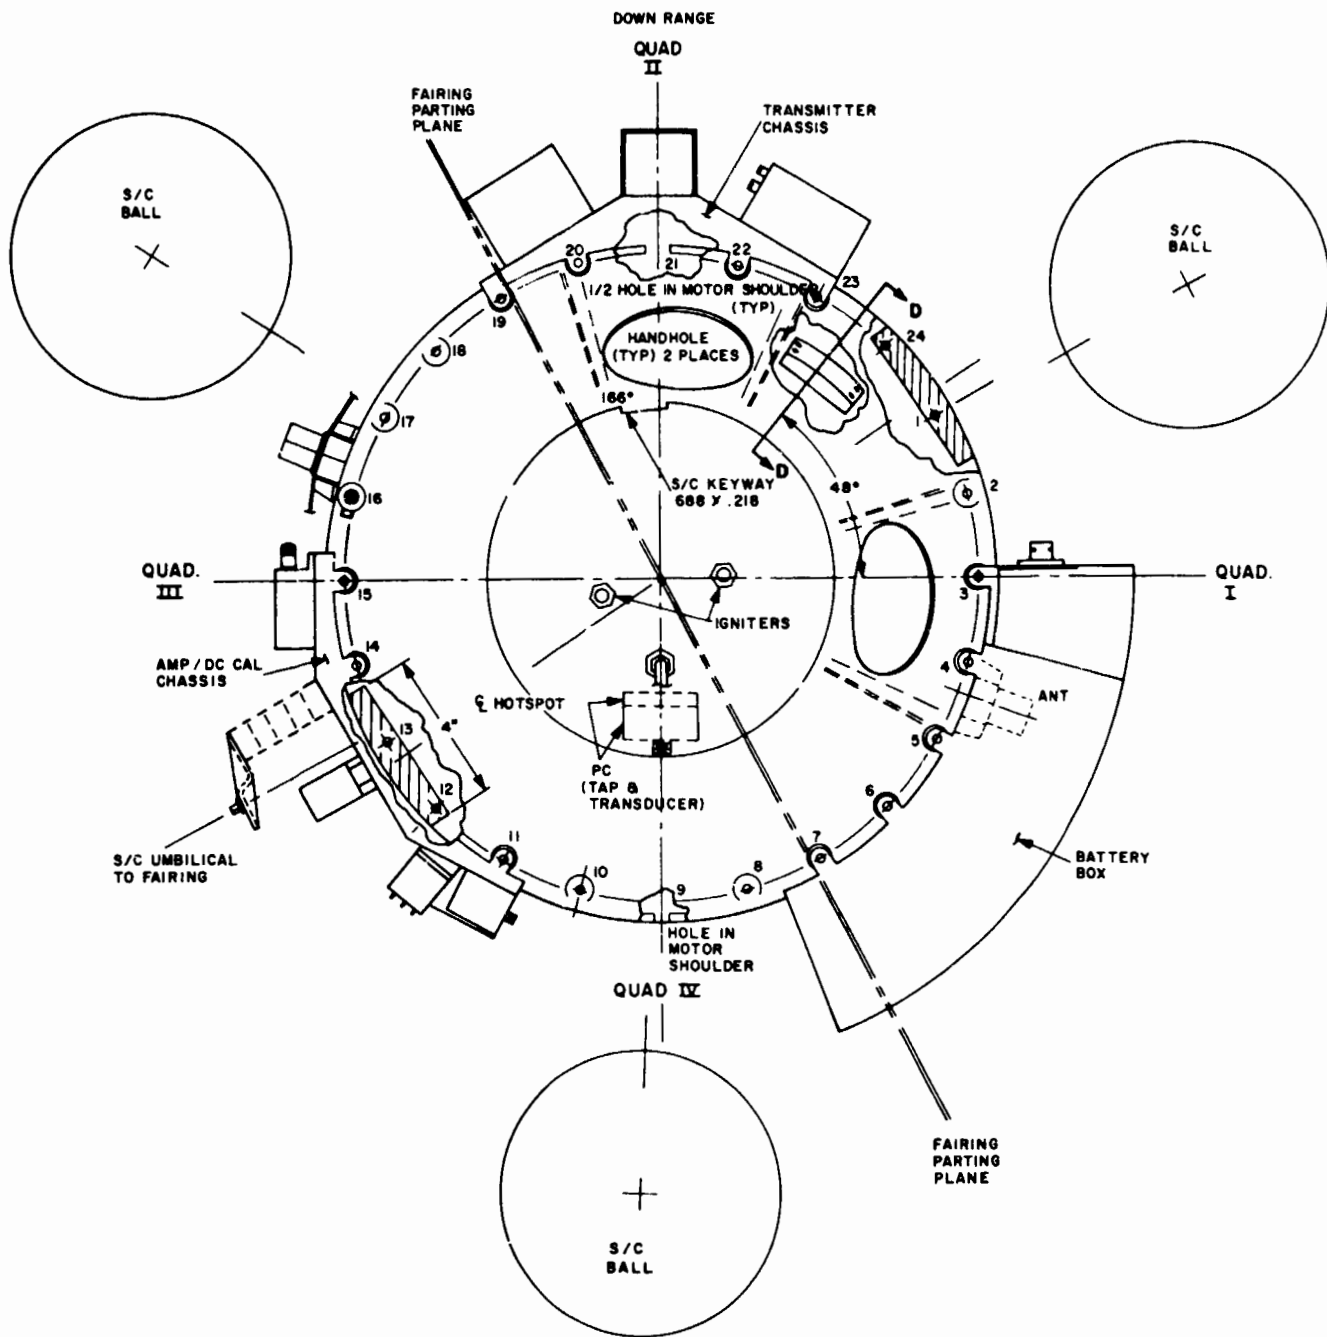 DOWN RANGE
QUAD
II
FAIRING
PARTING
PLANE
TRANSMITTER
CHASSIS
S/C
BALL
S/C
BALL
20
21
22
23
1/2 HOLE IN MOTOR SHOULDER
(TYP)
19
18
17
16
HANDHOLE
(TYP) 2 PLACES
D
24
1
166°
D
S/C KEYWAY
688 X .218
48°
2
QUAD.
III
15
3
QUAD.
I
IGNITERS
14
4
AMP/DC CAL
CHASSIS
ANT
℄ HOTSPOT
4"
13
12
5
PC
(TAP &
TRANSDUCER)
6
7
11
10
9
8
S/C UMBILICAL
TO FAIRING
BATTERY
BOX
HOLE IN
MOTOR
SHOULDER
QUAD IV
FAIRING
PARTING
PLANE
S/C
BALL